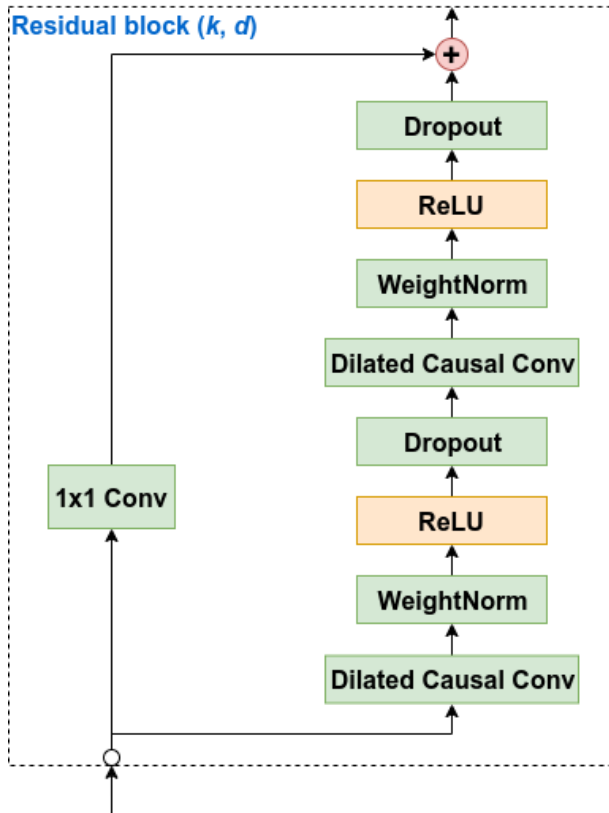 Residual block (k, d)
+
Dropout
ReLU
WeightNorm
Dilated Causal Conv
Dropout
1x1 Conv
ReLU
WeightNorm
Dilated Causal Conv